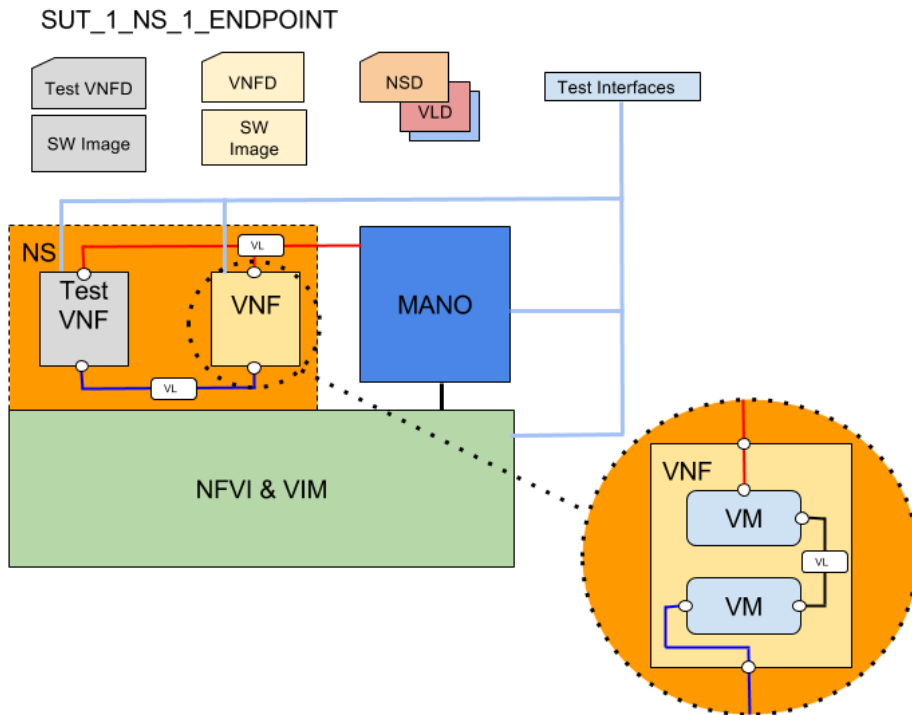 SUT_1_NS_1_ENDPOINT
Test VNFD
VNFD
NSD
VLD
Test Interfaces
SW Image
SW
Image
NS
VL
Test
VNF
VNF
MANO
VL
NFVI & VIM
VNF
VM
VL
VM